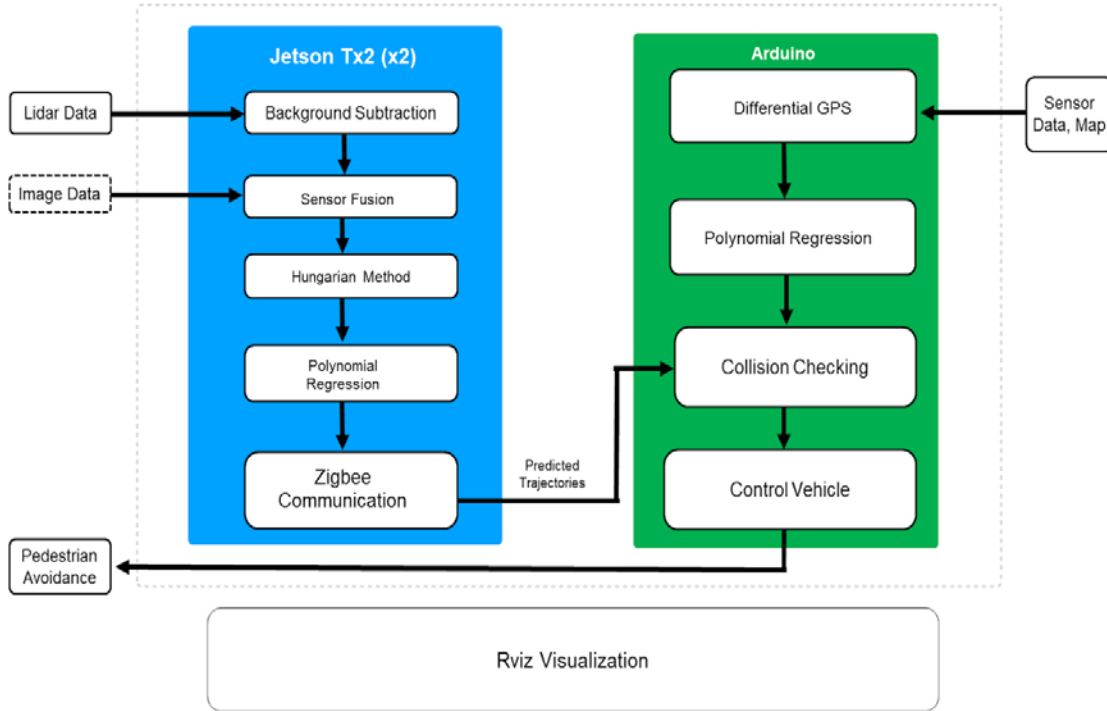 Jetson Tx2 (x2)
Arduino
Lidar Data
Background Subtraction
Differential GPS
Sensor
Data, Map
Image Data
Sensor Fusion
Polynomial Regression
Hungarian Method
Polynomial
Regression
Collision Checking
Zigbee
Communication
Predicted
Trajectories
Control Vehicle
Pedestrian
Avoidance
Rviz Visualization